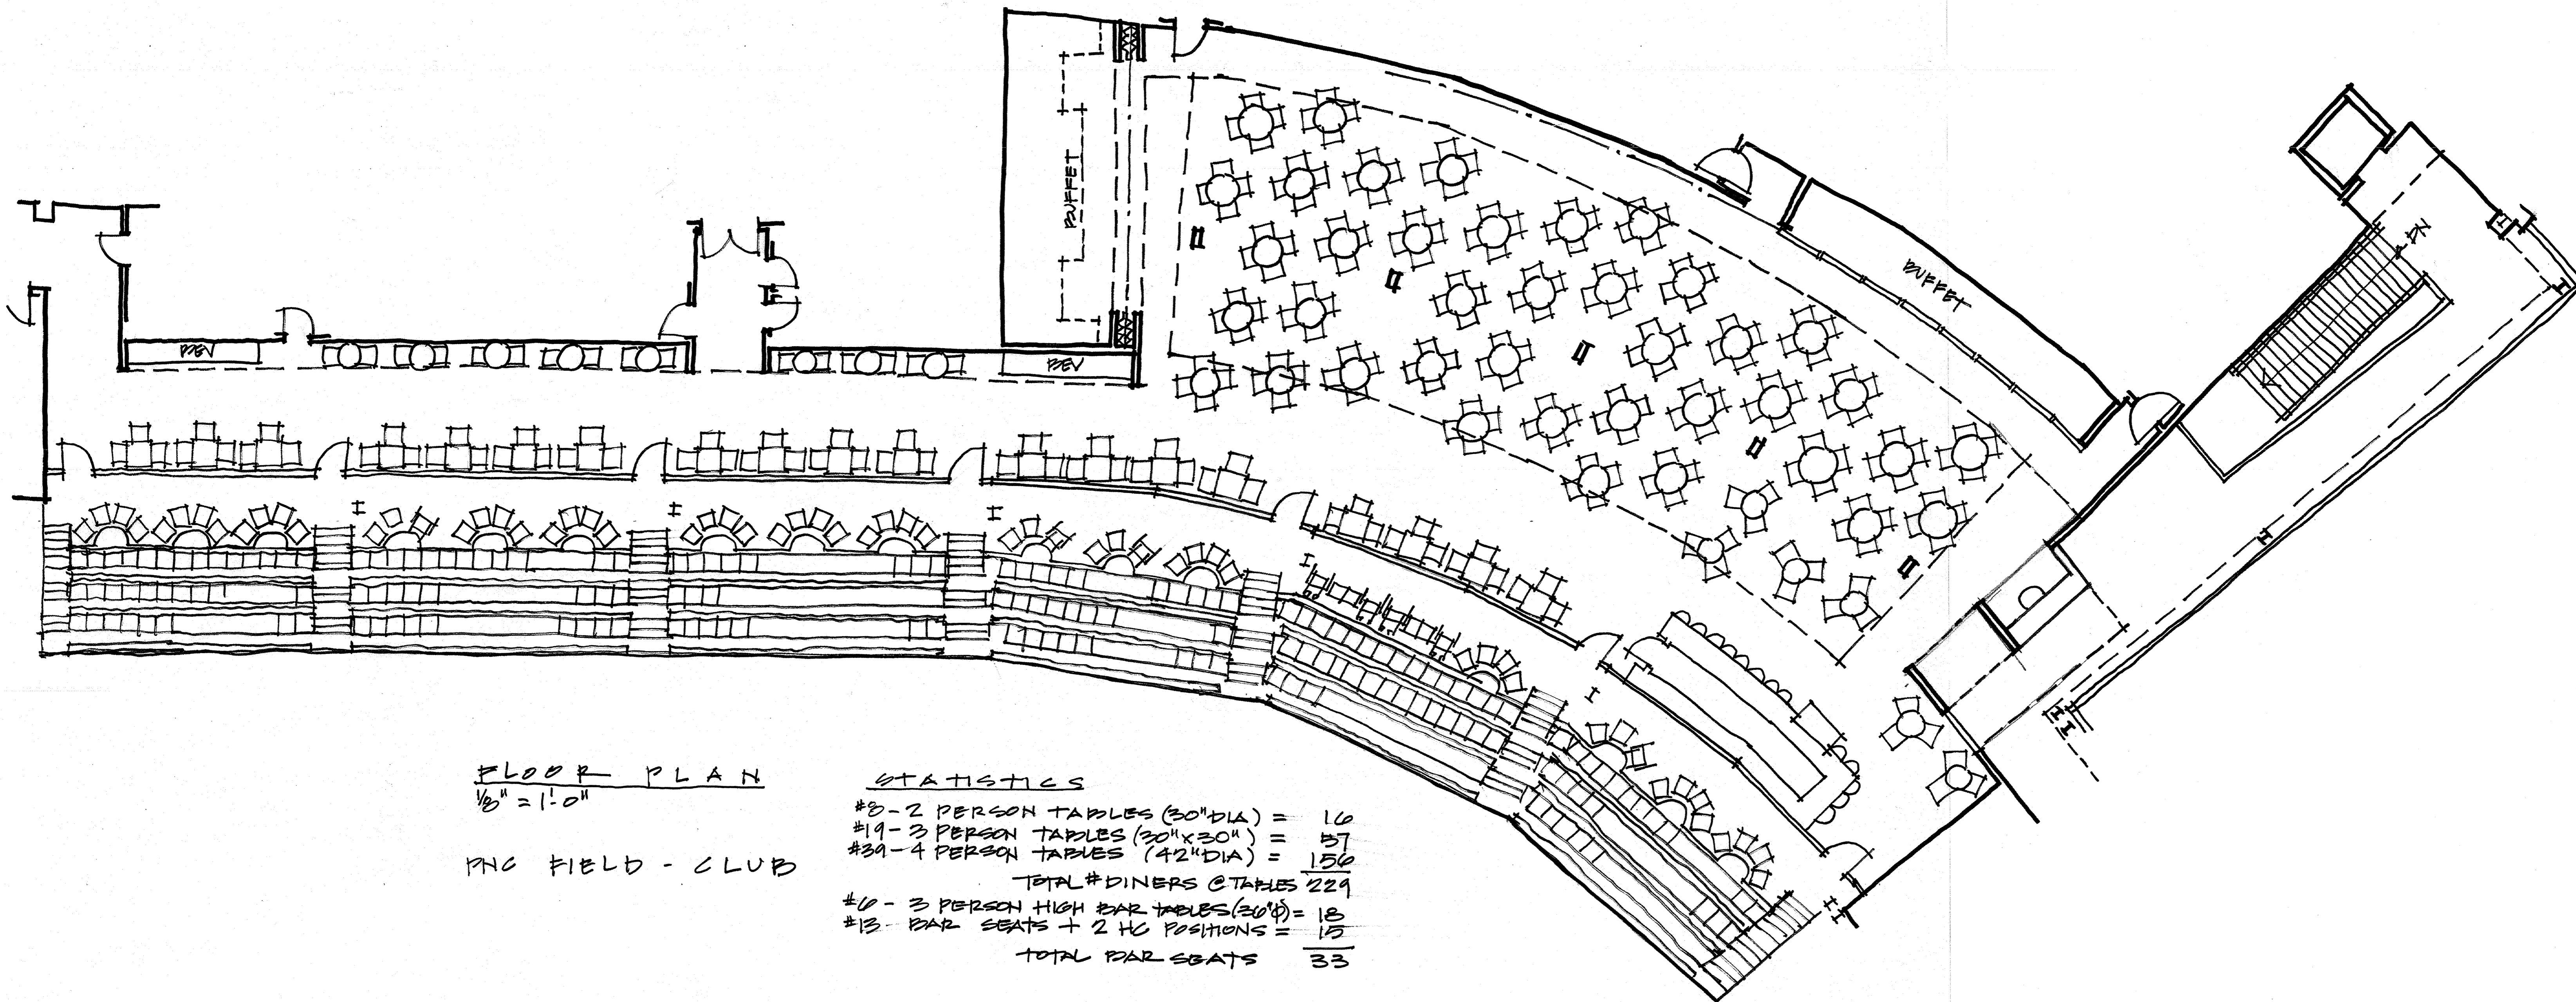 BUFFET
BUFFET
BEV
BEV
FLOOR PLAN
1/8" = 1'-0"
PNC FIELD - CLUB
STATISTICS
#8 - 2 PERSON TABLES (30" DIA) = 16
#19 - 3 PERSON TABLES (30" x 30") = 57
#39 - 4 PERSON TABLES (42" DIA) = 156
TOTAL # DINERS @ TABLES 229
#6 - 3 PERSON HIGH BAR TABLES (36"φ) = 18
#13 - BAR SEATS + 2 HC POSITIONS = 15
TOTAL BAR SEATS 33